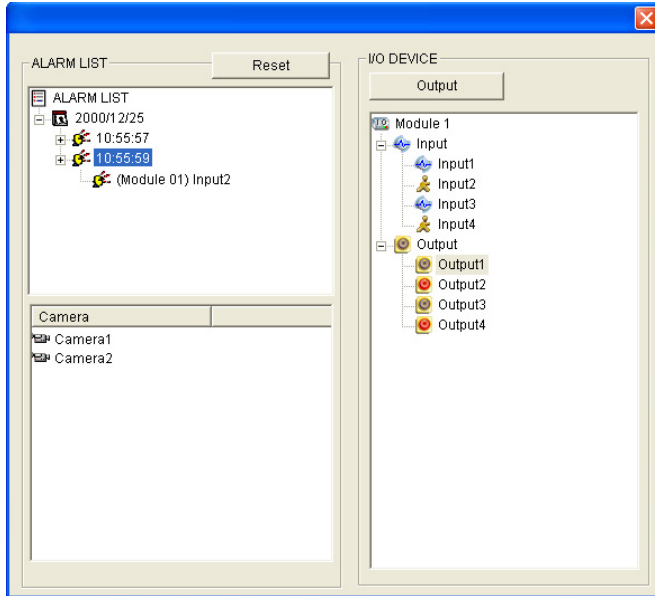 ALARM LIST
Reset
ALARM LIST
2000/12/25
10:55:57
10:55:59
(Module 01) Input2
Camera
Camera1
Camera2
I/O DEVICE
Output
Module 1
Input
Input1
Input2
Input3
Input4
Output
Output1
Output2
Output3
Output4